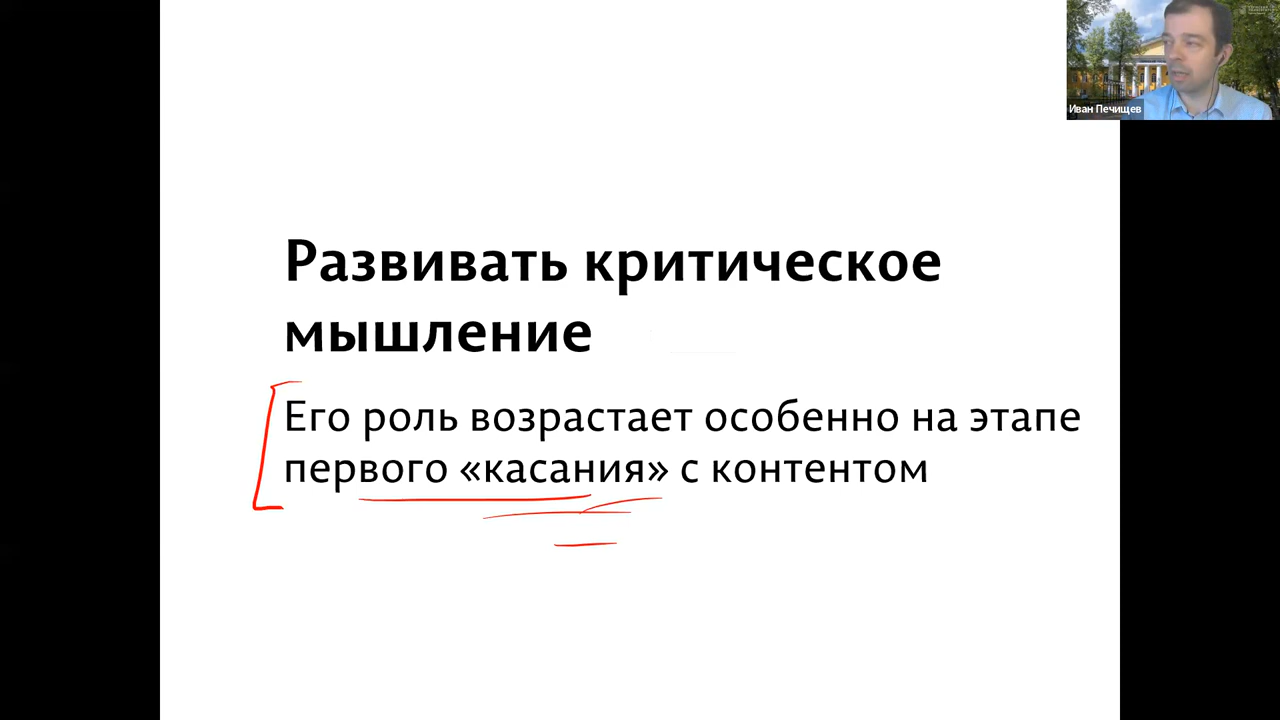 Иван Печищев
Развивать критическое
мышление
Его роль возрастает особенно на этапе
первого «касания» с контентом